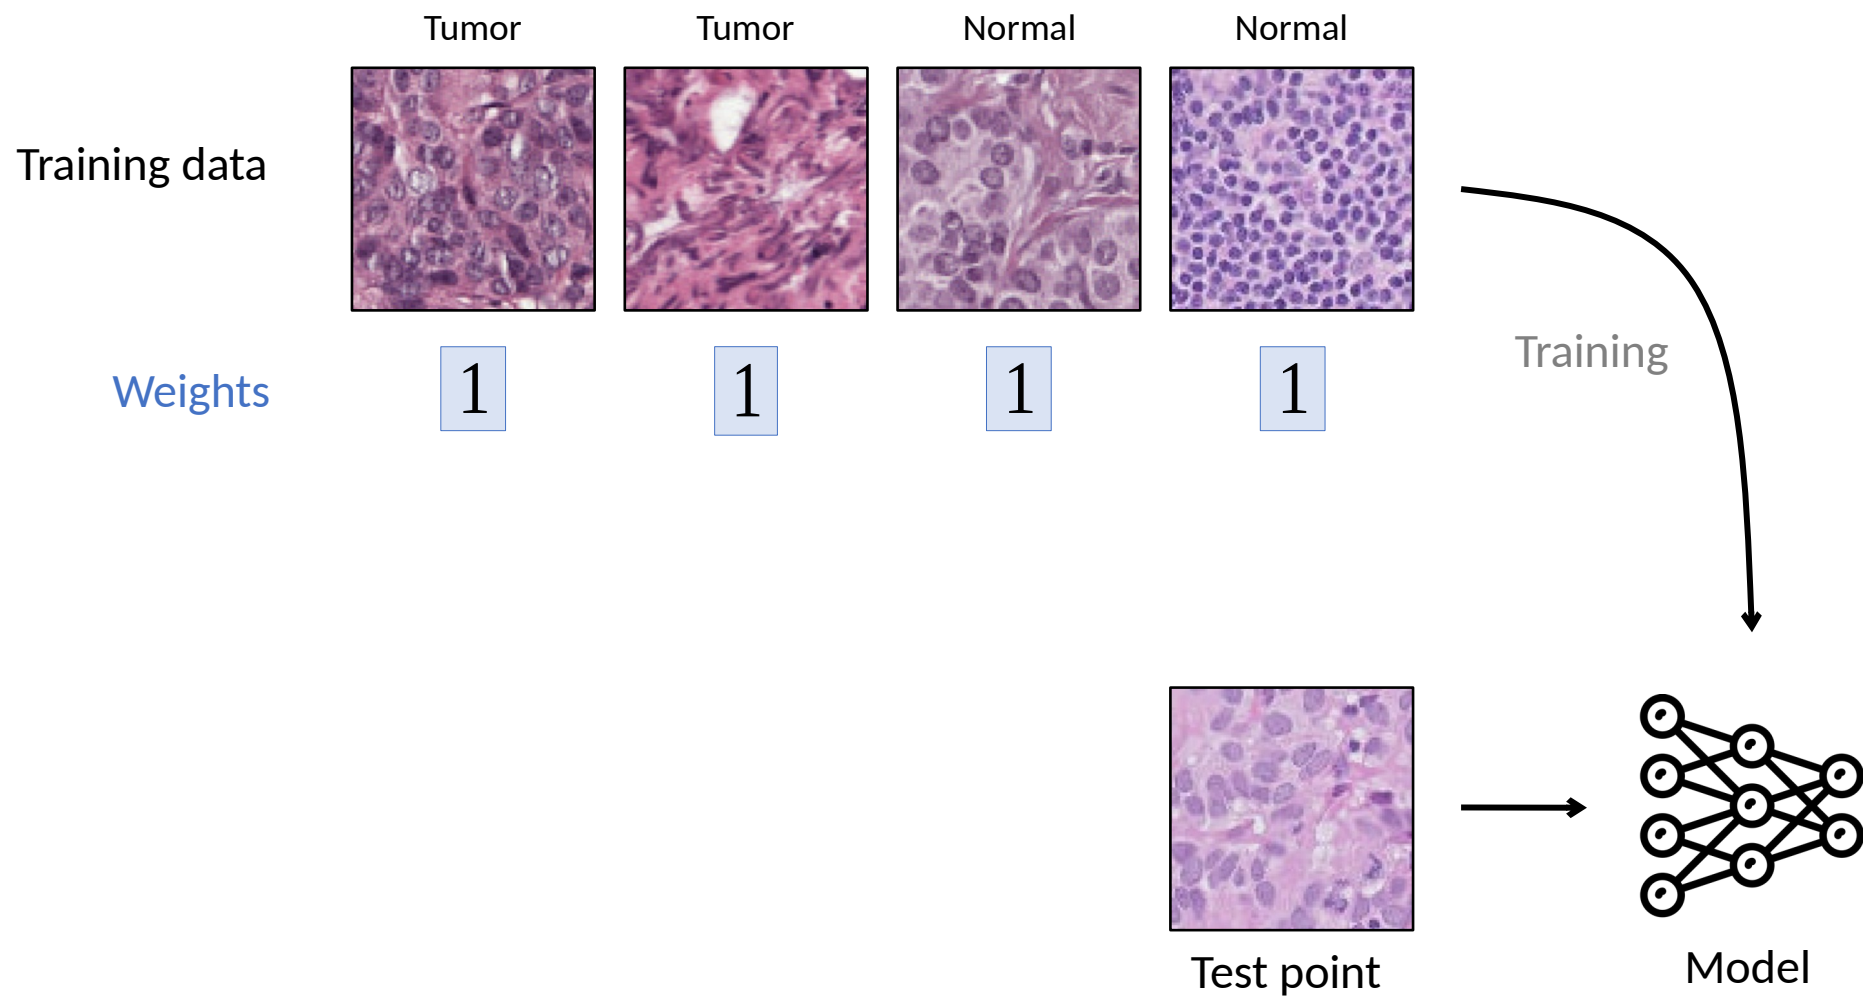 Tumor Tumor Normal Normal
Training data
Weights 1 1 1 1
Training
Test point
Model